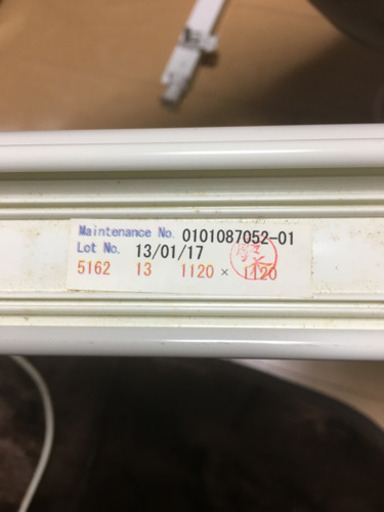 Maintenance No. 0101087052-01
Lot No. 13/01/17
5162 13 1120 × 1120